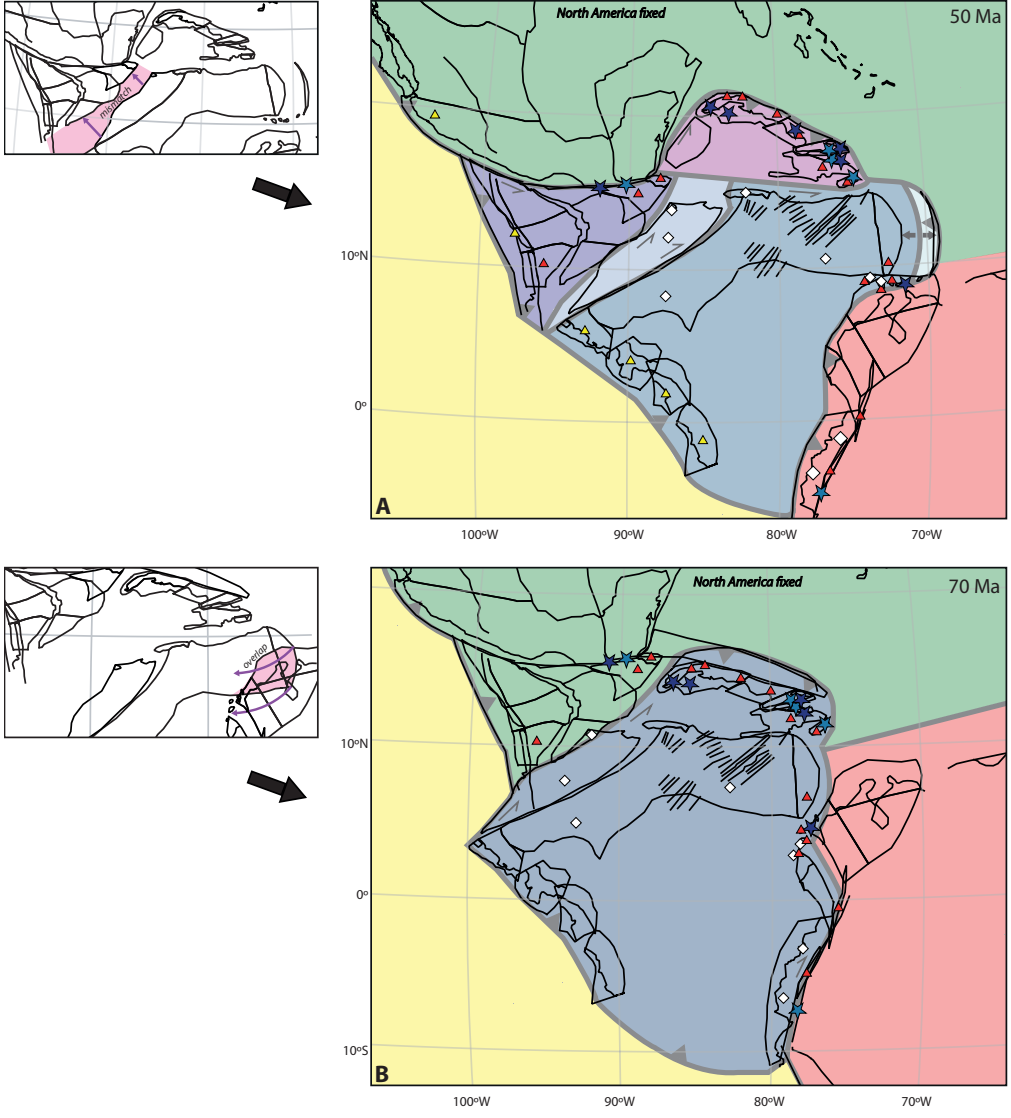 mismatch
North America fixed
50 Ma
10ºN
0º
A
100ºW
90ºW
80ºW
70ºW
overlap
North America fixed
70 Ma
10ºN
0º
10ºS
B
100ºW
90ºW
80ºW
70ºW